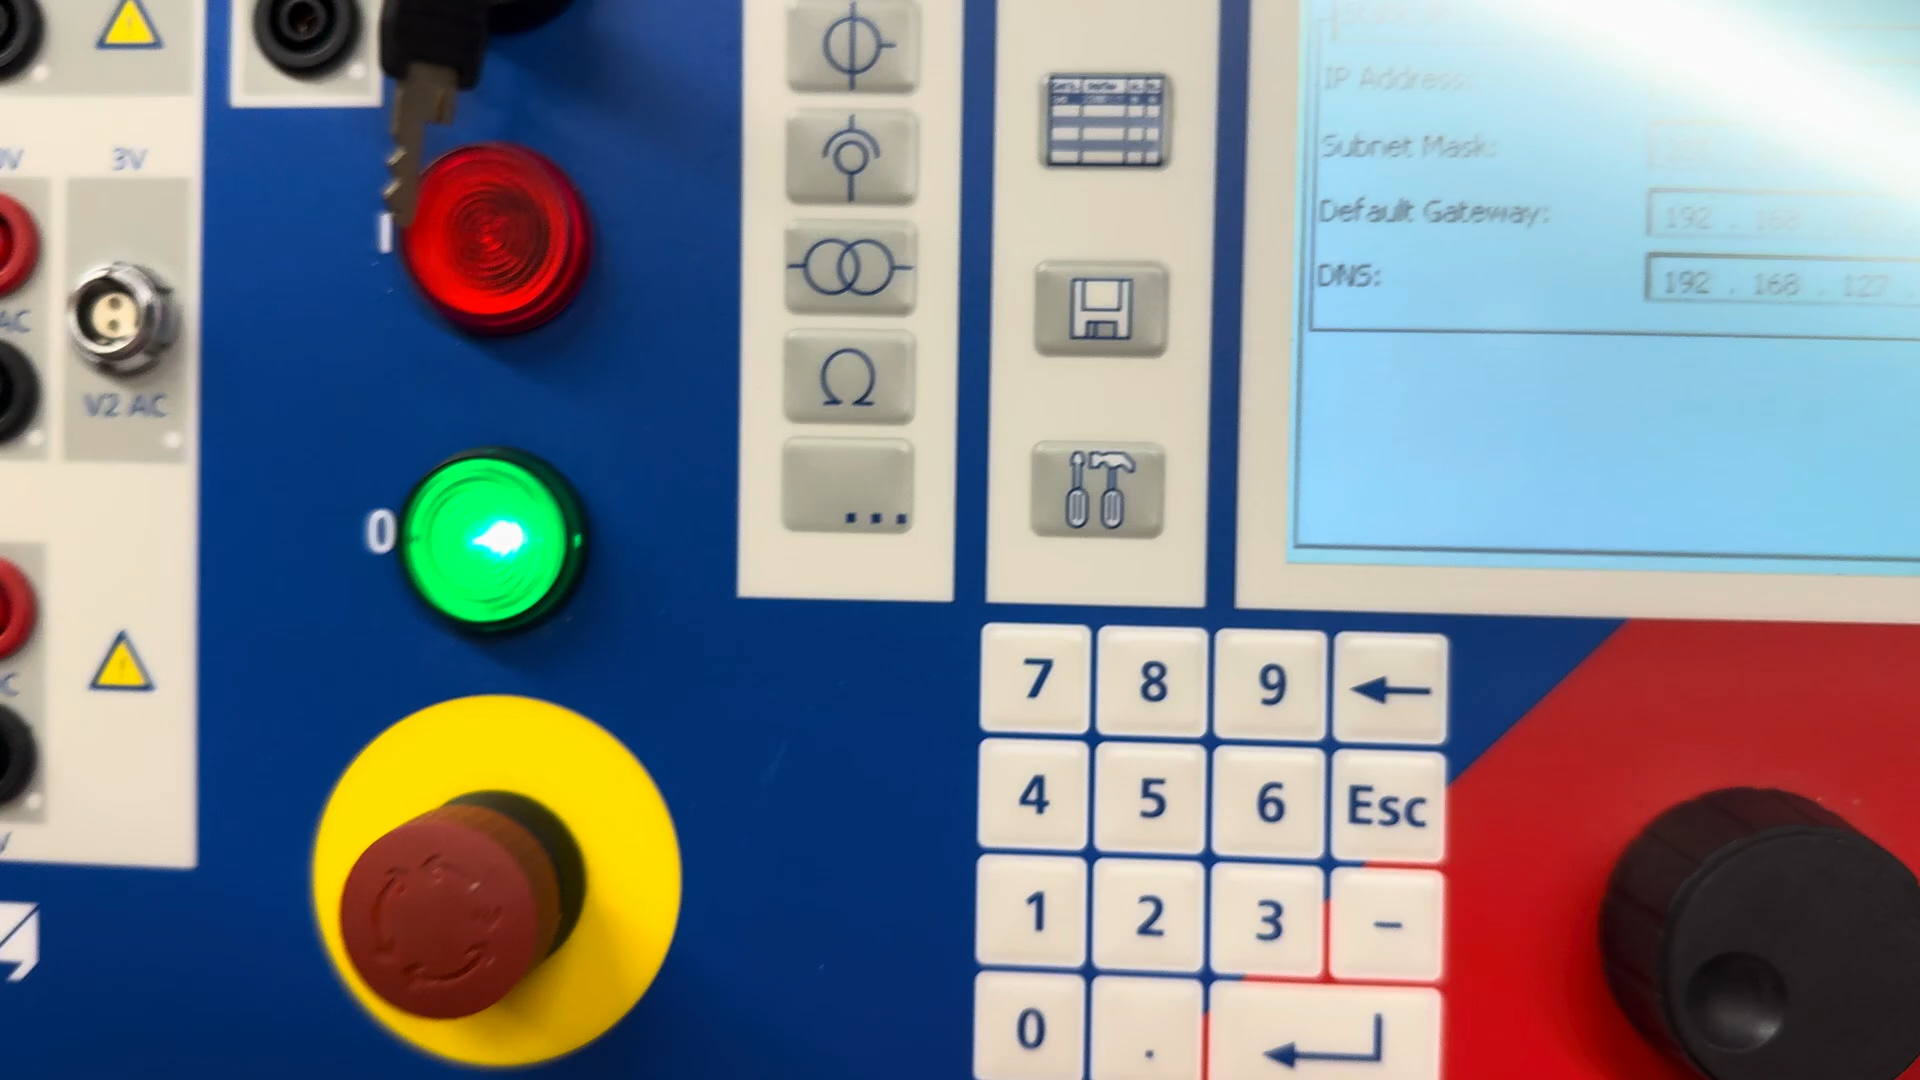 3V
V2 AC
AC
I
0
IP Address:
Subnet Mask:
Default Gateway: 192 . 168 .
DNS: 192 . 168 . 127 .
7 8 9
4 5 6 Esc
1 2 3 –
0 .